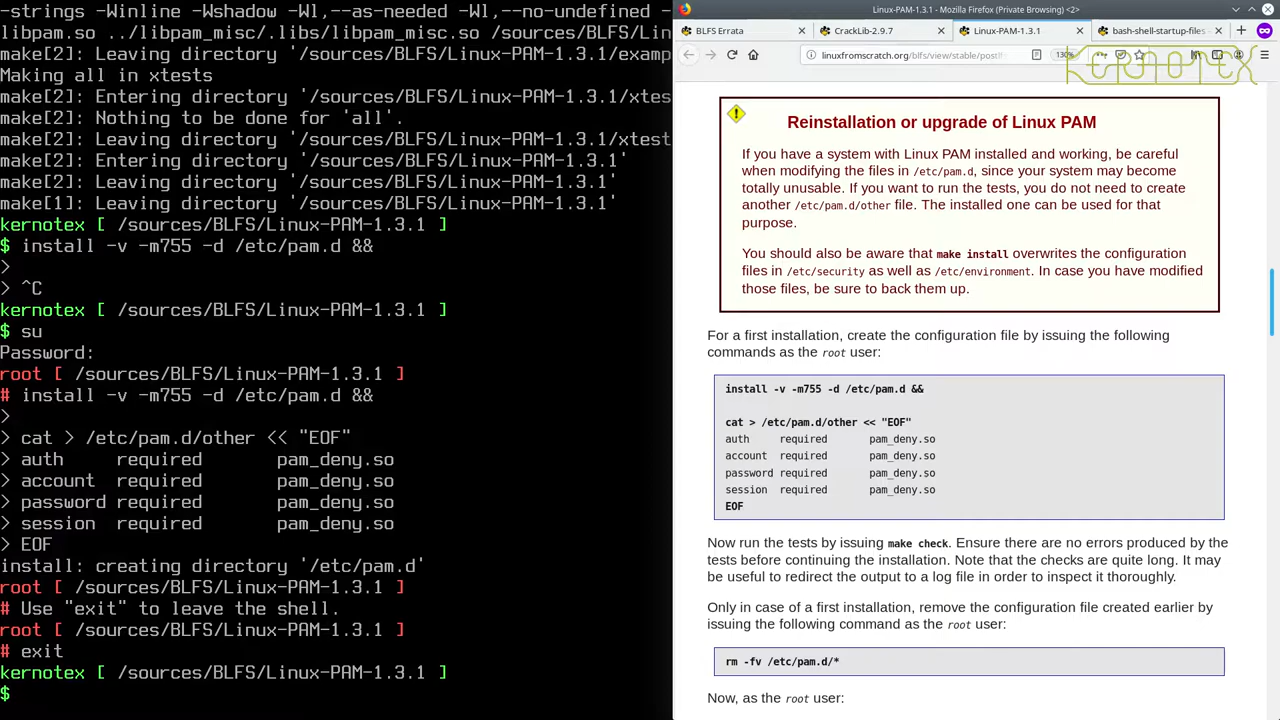 -strings -Winline -Wshadow -Wl,--as-needed -Wl,--no-undefined -
libpam.so ../libpam_misc/.libs/libpam_misc.so /sources/BLFS/Lin
make[2]: Leaving directory '/sources/BLFS/Linux-PAM-1.3.1/examp
Making all in xtests
make[2]: Entering directory '/sources/BLFS/Linux-PAM-1.3.1/xtes
make[2]: Nothing to be done for 'all'.
make[2]: Leaving directory '/sources/BLFS/Linux-PAM-1.3.1/xtest
make[2]: Entering directory '/sources/BLFS/Linux-PAM-1.3.1'
make[2]: Leaving directory '/sources/BLFS/Linux-PAM-1.3.1'
make[1]: Leaving directory '/sources/BLFS/Linux-PAM-1.3.1'
kernotex [ /sources/BLFS/Linux-PAM-1.3.1 ]
$ install -v -m755 -d /etc/pam.d &&
>
> ^C
kernotex [ /sources/BLFS/Linux-PAM-1.3.1 ]
$ su
Password:
root [ /sources/BLFS/Linux-PAM-1.3.1 ]
# install -v -m755 -d /etc/pam.d &&
>
> cat > /etc/pam.d/other << "EOF"
> auth     required       pam_deny.so
> account  required       pam_deny.so
> password required       pam_deny.so
> session  required       pam_deny.so
> EOF
install: creating directory '/etc/pam.d'
root [ /sources/BLFS/Linux-PAM-1.3.1 ]
# Use "exit" to leave the shell.
root [ /sources/BLFS/Linux-PAM-1.3.1 ]
# exit
kernotex [ /sources/BLFS/Linux-PAM-1.3.1 ]
$
Linux-PAM-1.3.1 - Mozilla Firefox (Private Browsing) <2>
BLFS Errata
CrackLib-2.9.7
Linux-PAM-1.3.1
bash-shell-startup-files
linuxfromscratch.org/blfs/view/stable/postl
130%
KERNOTEX
Reinstallation or upgrade of Linux PAM
If you have a system with Linux PAM installed and working, be careful
when modifying the files in /etc/pam.d, since your system may become
totally unusable. If you want to run the tests, you do not need to create
another /etc/pam.d/other file. The installed one can be used for that
purpose.
You should also be aware that make install overwrites the configuration
files in /etc/security as well as /etc/environment. In case you have modified
those files, be sure to back them up.
For a first installation, create the configuration file by issuing the following
commands as the root user:
install -v -m755 -d /etc/pam.d &&
cat > /etc/pam.d/other << "EOF"
auth     required       pam_deny.so
account  required       pam_deny.so
password required       pam_deny.so
session  required       pam_deny.so
EOF
Now run the tests by issuing make check. Ensure there are no errors produced by the
tests before continuing the installation. Note that the checks are quite long. It may
be useful to redirect the output to a log file in order to inspect it thoroughly.
Only in case of a first installation, remove the configuration file created earlier by
issuing the following command as the root user:
rm -fv /etc/pam.d/*
Now, as the root user: